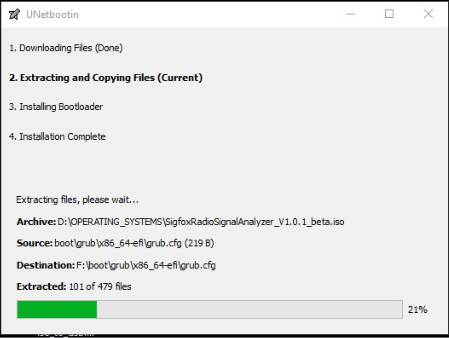 UNetbootin
1. Downloading Files (Done)
2. Extracting and Copying Files (Current)
3. Installing Bootloader
4. Installation Complete
Extracting files, please wait...
Archive: D:\OPERATING_SYSTEMS\SigfoxRadioSignalAnalyzer_V1.0.1_beta.iso
Source: boot\grub\x86_64-efi\grub.cfg (219 B)
Destination: F:\boot\grub\x86_64-efi\grub.cfg
Extracted: 101 of 479 files
21%